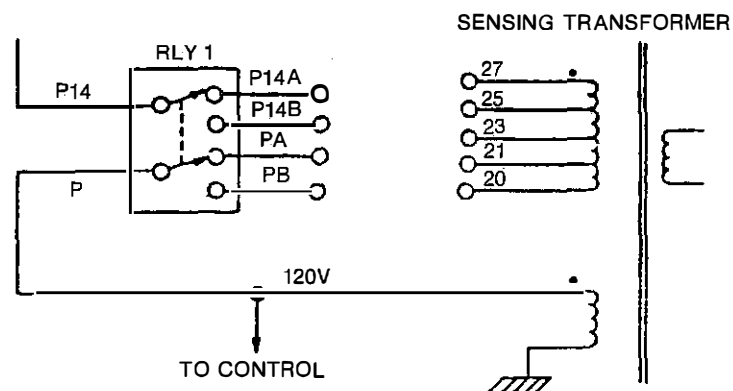 SENSING TRANSFORMER
RLY 1
P14
P14A
P14B
PA
PB
P
27
25
23
21
20
120V
TO CONTROL